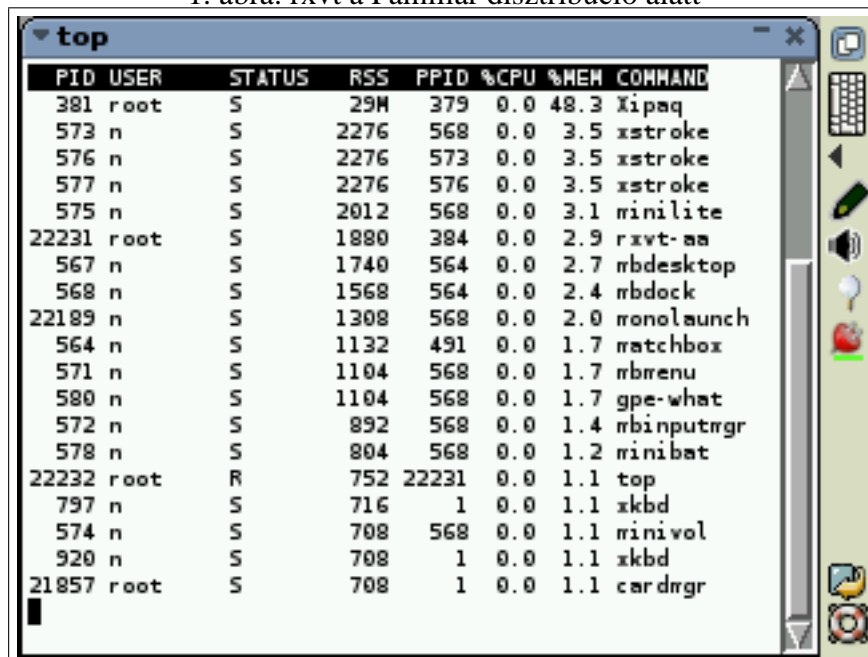 1. ábra. rxvt a Familiar disztribúció alatt
top
PID USER STATUS RSS PPID %CPU %MEM COMMAND
381 root S 29M 379 0.0 48.3 Xipaq
573 n S 2276 568 0.0 3.5 xstroke
576 n S 2276 573 0.0 3.5 xstroke
577 n S 2276 576 0.0 3.5 xstroke
575 n S 2012 568 0.0 3.1 minilite
22231 root S 1880 384 0.0 2.9 rxvt-aa
567 n S 1740 564 0.0 2.7 mbdesktop
568 n S 1568 564 0.0 2.4 mbdock
22189 n S 1308 568 0.0 2.0 monolaunch
564 n S 1132 491 0.0 1.7 matchbox
571 n S 1104 568 0.0 1.7 mbmenu
580 n S 1104 568 0.0 1.7 gpe-what
572 n S 892 568 0.0 1.4 mbinputmgr
578 n S 804 568 0.0 1.2 minibat
22232 root R 752 22231 0.0 1.1 top
797 n S 716 1 0.0 1.1 xkbd
574 n S 708 568 0.0 1.1 minivol
920 n S 708 1 0.0 1.1 xkbd
21857 root S 708 1 0.0 1.1 cardmgr